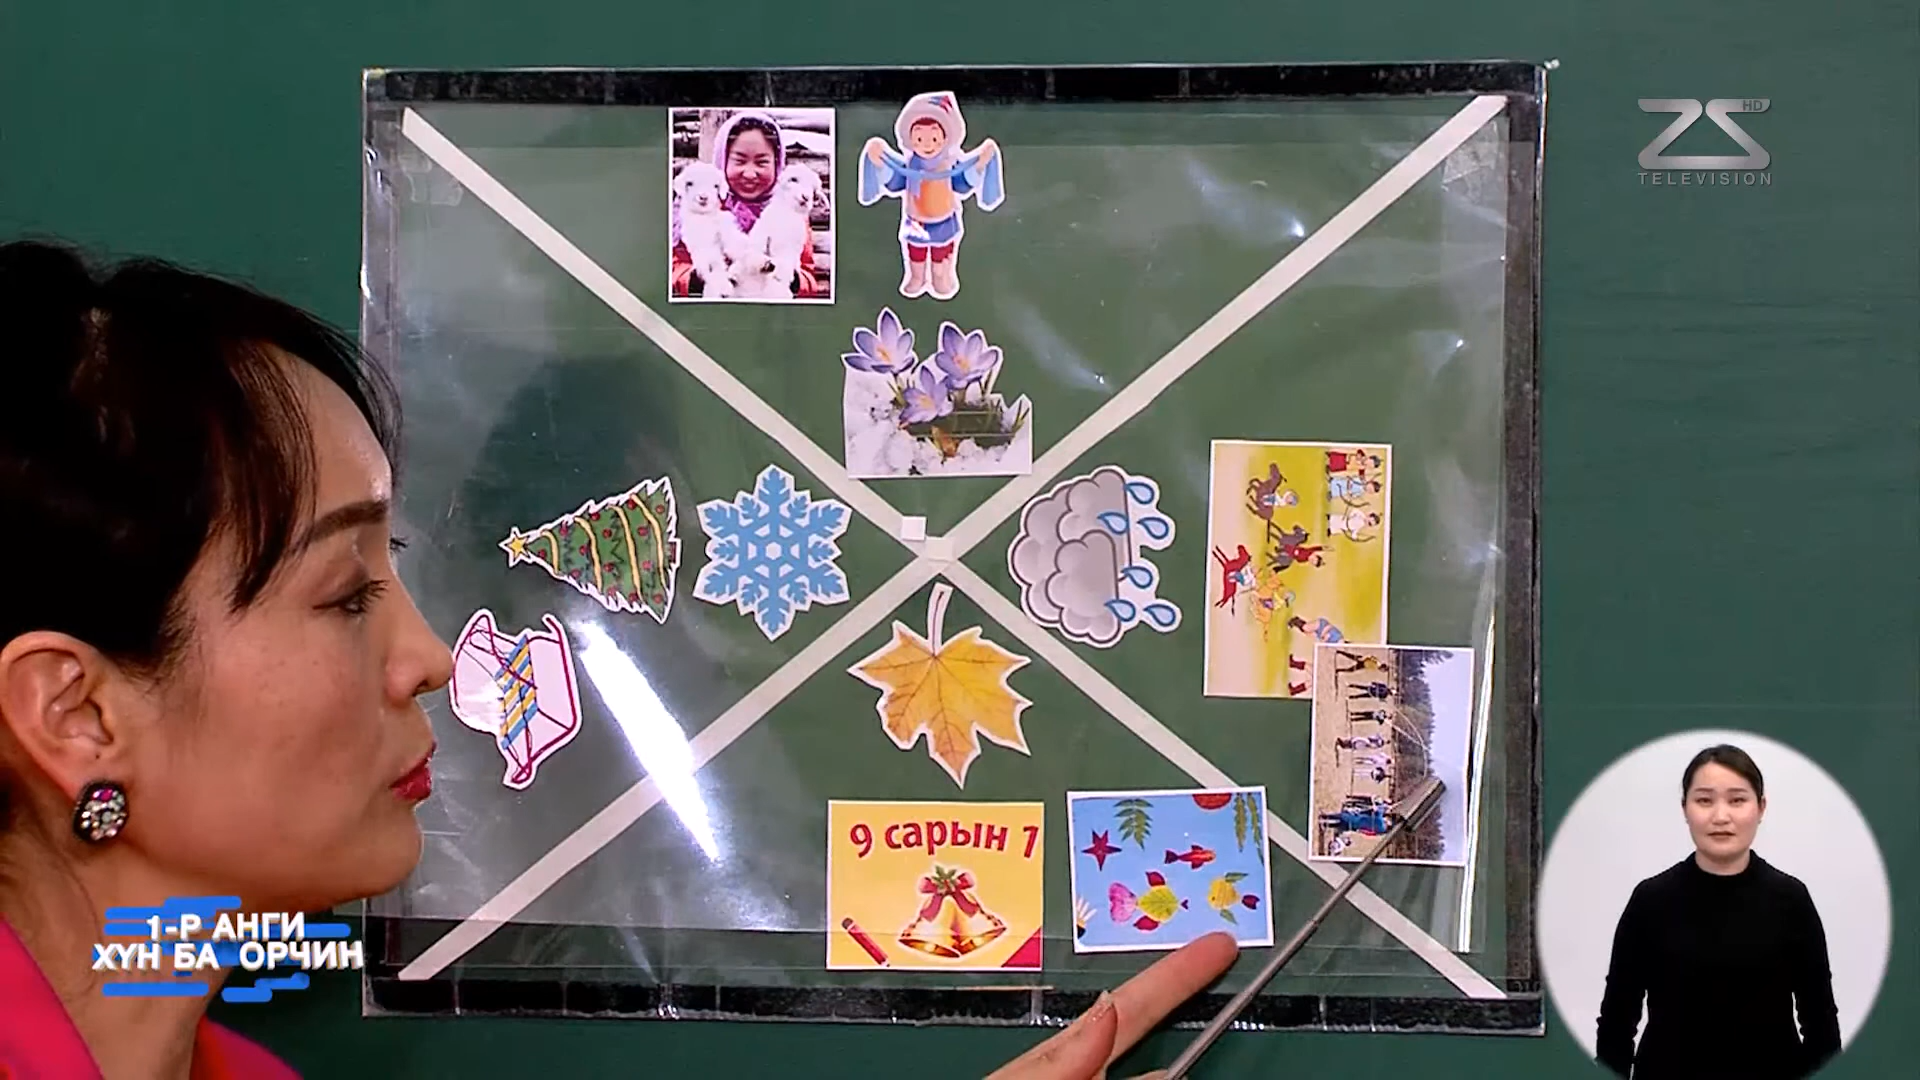 ZS HD
TELEVISION
9 сарын 1
1-Р АНГИ
ХҮН БА ОРЧИН